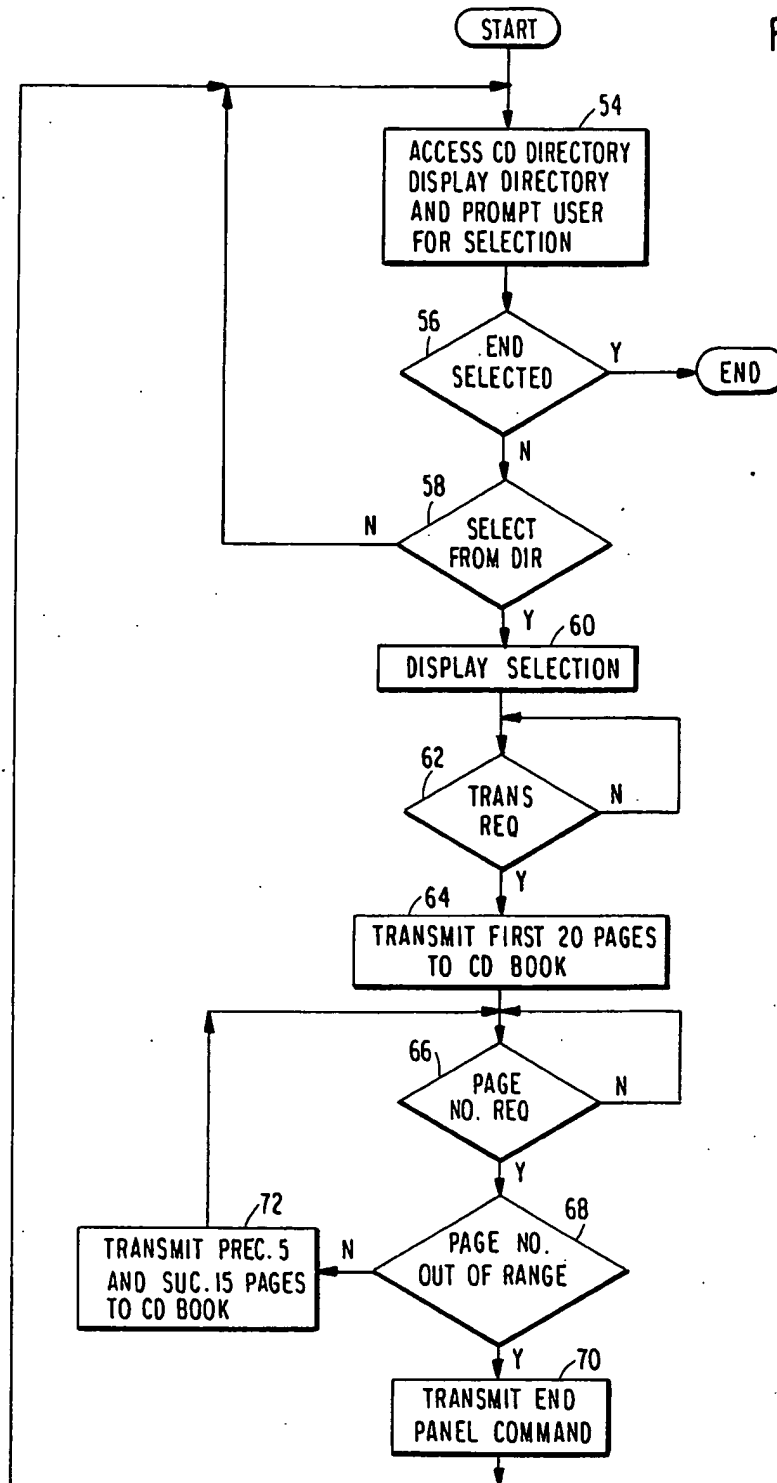 START
54
ACCESS CD DIRECTORY
DISPLAY DIRECTORY
AND PROMPT USER
FOR SELECTION
56
END
SELECTED
Y
END
N
58
N
SELECT
FROM DIR
Y
60
DISPLAY SELECTION
62
TRANS
REQ
N
Y
64
TRANSMIT FIRST 20 PAGES
TO CD BOOK
66
PAGE
NO. REQ
N
Y
72
TRANSMIT PREC. 5
AND SUC. 15 PAGES
TO CD BOOK
N
68
PAGE NO.
OUT OF RANGE
Y
70
TRANSMIT END
PANEL COMMAND